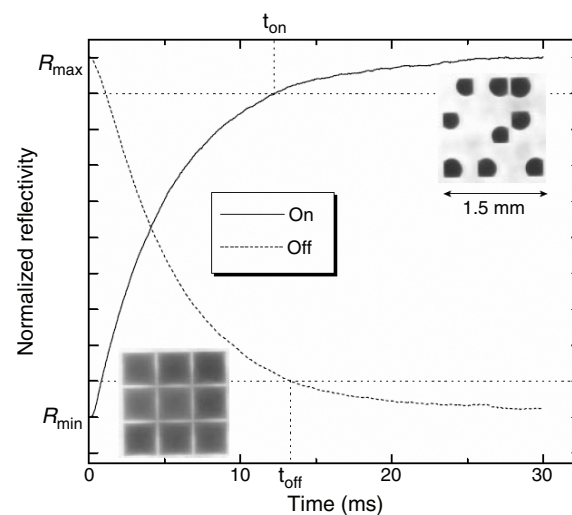 t_on
R_max
1.5 mm
On
Off
Normalized reflectivity
R_min
0
10
20
30
t_off
Time (ms)